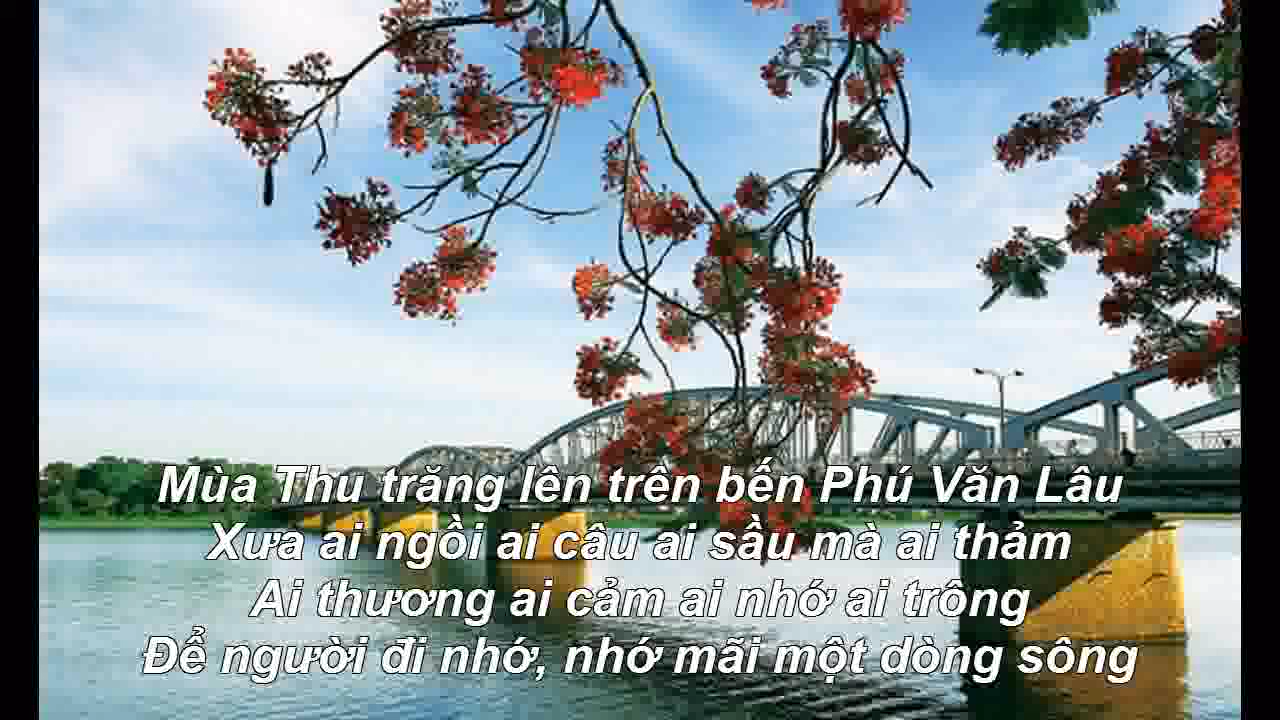 Mùa Thu trăng lên trên bến Phú Văn Lâu
Xưa ai ngồi ai câu ai sầu mà ai thảm
Ai thương ai cảm ai nhớ ai trông
Để người đi nhớ, nhớ mãi một dòng sông